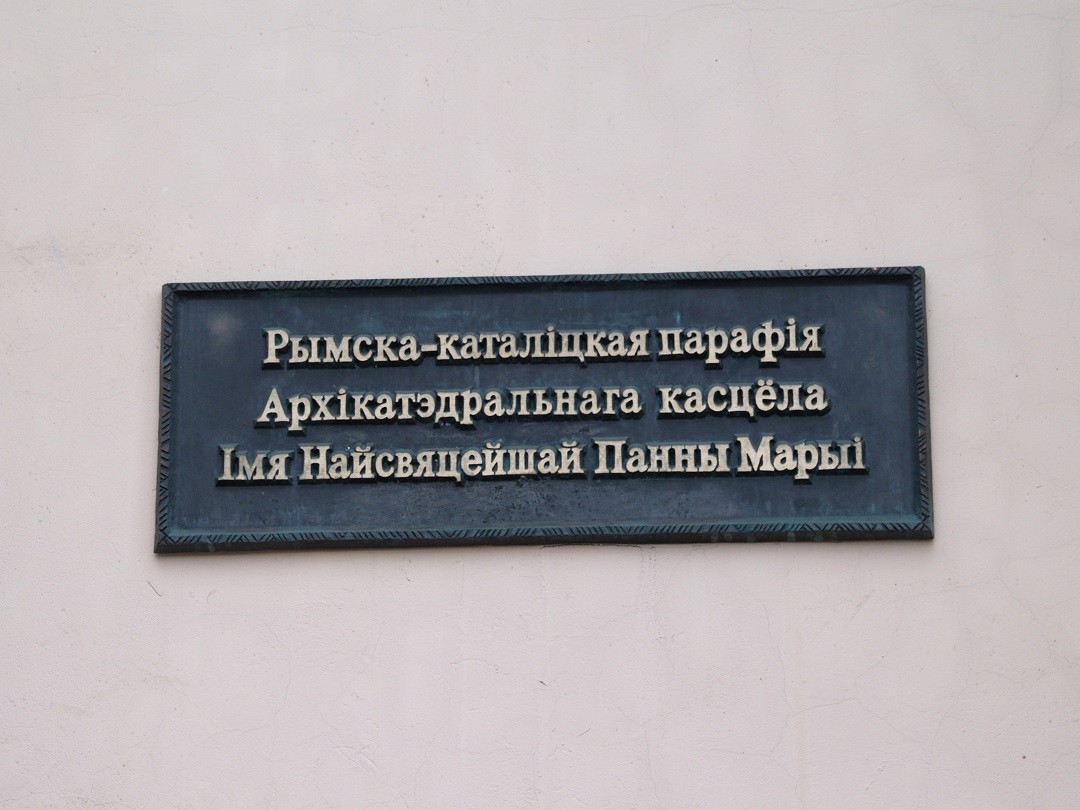 Рымска-каталіцкая парафія
Архікатэдральнага касцёла
Імя Найсвяцейшай Панны Марыі